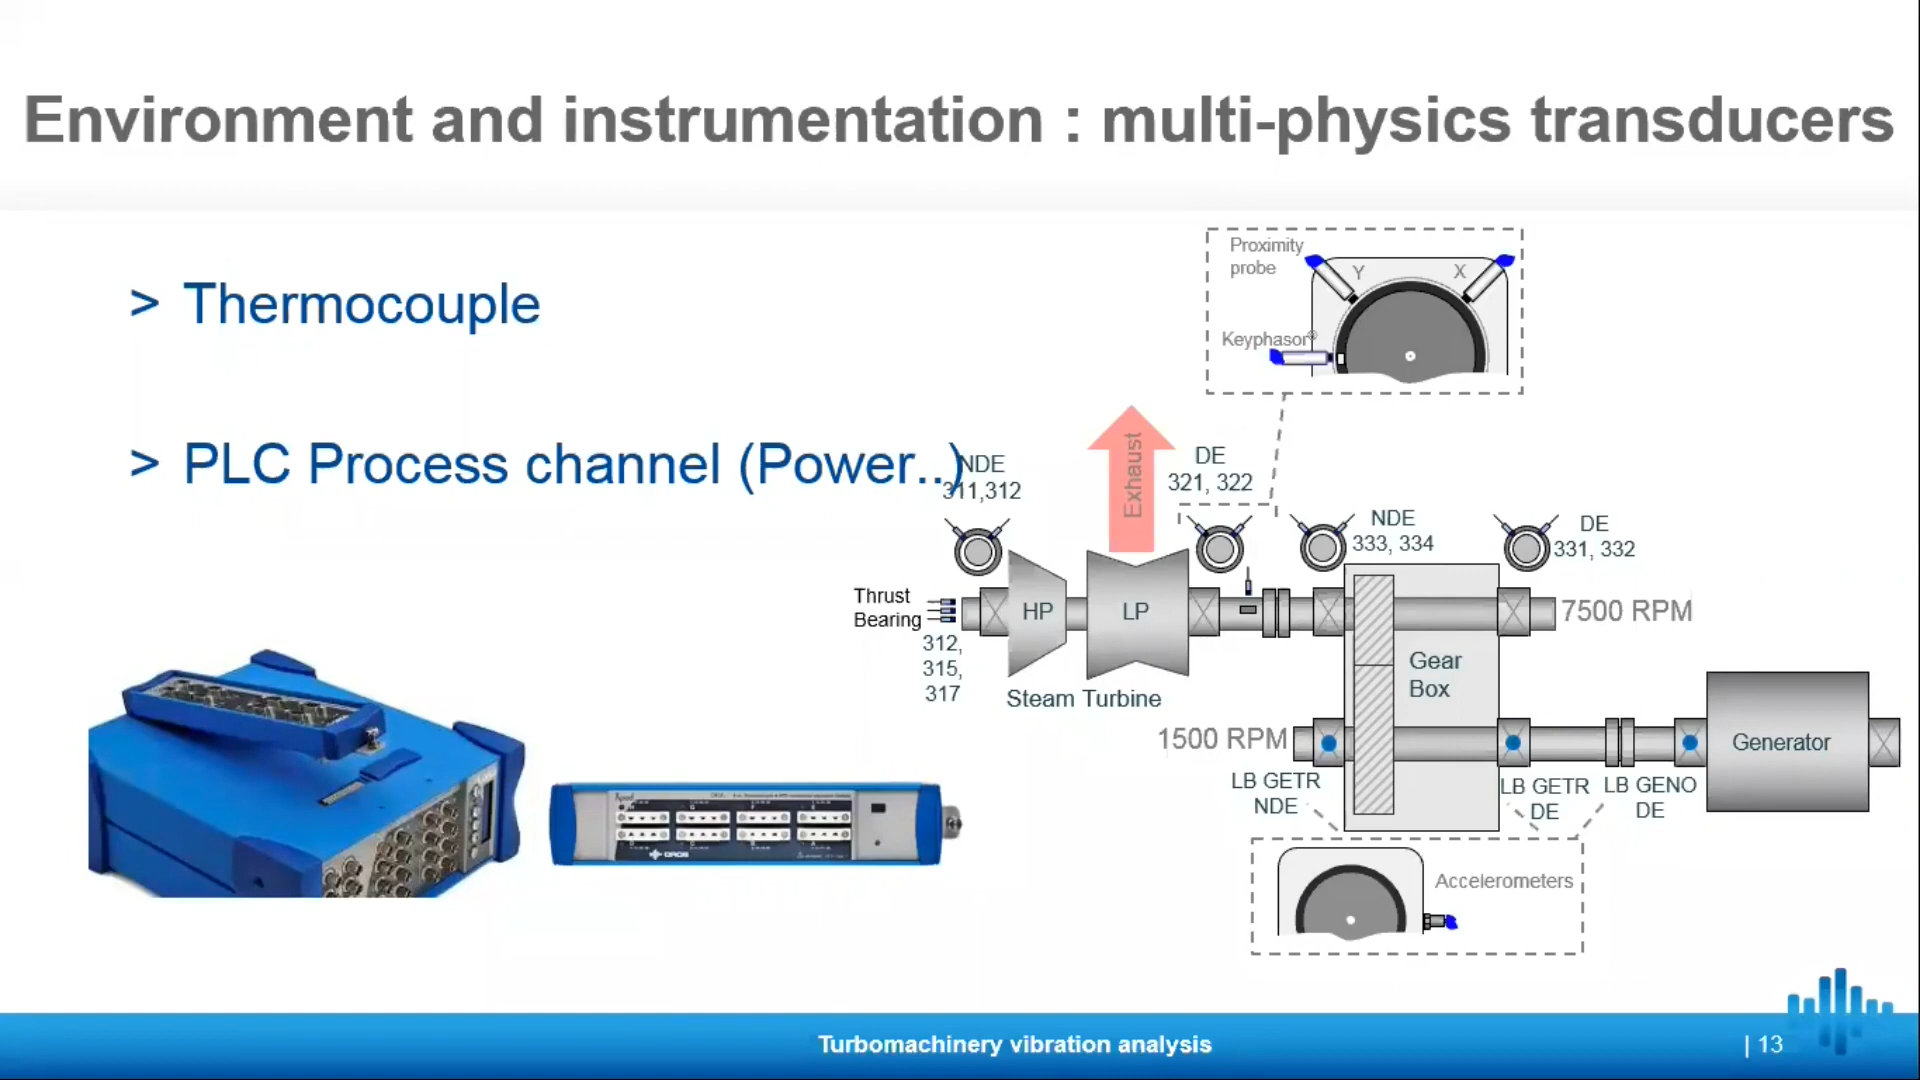 Environment and instrumentation : multi-physics transducers
> Thermocouple
> PLC Process channel (Power..)
Proximity
probe
Y
X
Keyphasor®
NDE
311,312
Exhaust
DE
321, 322
NDE
333, 334
DE
331, 332
Thrust
Bearing
312,
315,
317
HP
LP
Steam Turbine
7500 RPM
Gear
Box
1500 RPM
Generator
LB GETR
NDE
LB GETR
DE
LB GENO
DE
Accelerometers
OROS
Turbomachinery vibration analysis
| 13